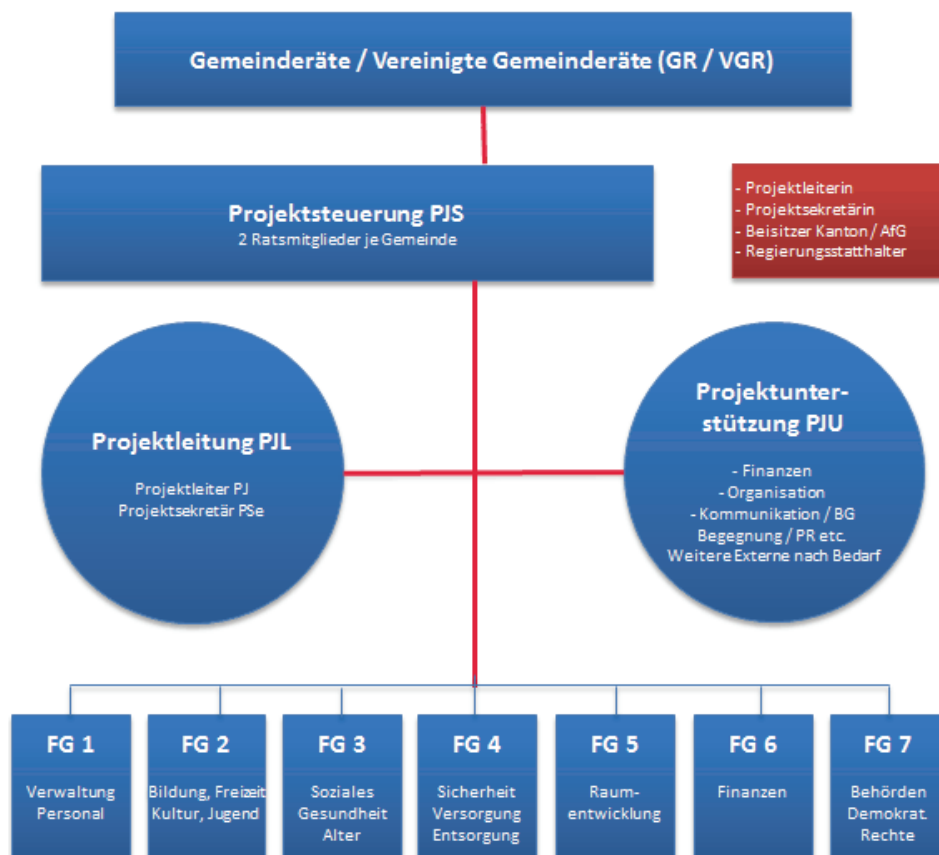 Gemeinderäte / Vereinigte Gemeinderäte (GR / VGR)
Projektsteuerung PJS
2 Ratsmitglieder je Gemeinde
- Projektleiterin
- Projektsekretärin
- Beisitzer Kanton / AfG
- Regierungsstatthalter
Projektleitung PJL
Projektleiter PJ
Projektsekretär PSe
Projektunter-
stützung PJU
- Finanzen
- Organisation
- Kommunikation / BG
Begegnung / PR etc.
Weitere Externe nach Bedarf
FG 1
Verwaltung
Personal
FG 2
Bildung, Freizeit
Kultur, Jugend
FG 3
Soziales
Gesundheit
Alter
FG 4
Sicherheit
Versorgung
Entsorgung
FG 5
Raum-
entwicklung
FG 6
Finanzen
FG 7
Behörden
Demokrat.
Rechte